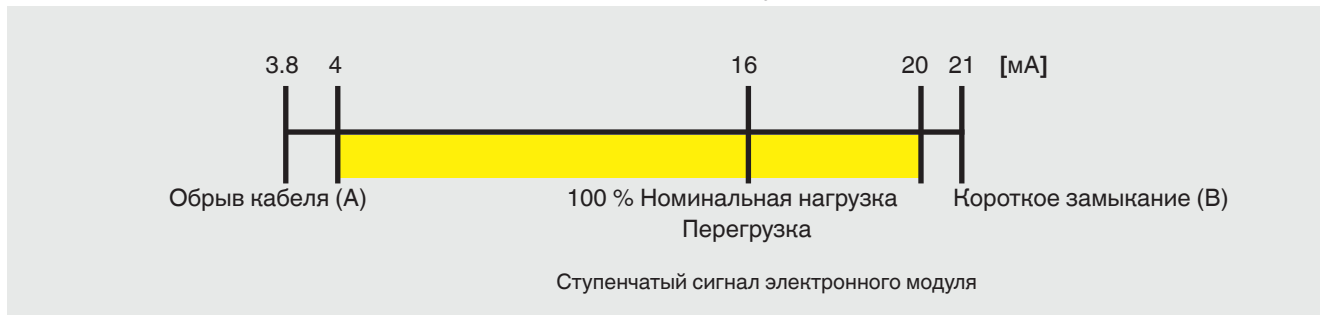 3.8 4 16 20 21 [мА]
Обрыв кабеля (A) 100 % Номинальная нагрузка Короткое замыкание (B)
Перегрузка
Ступенчатый сигнал электронного модуля